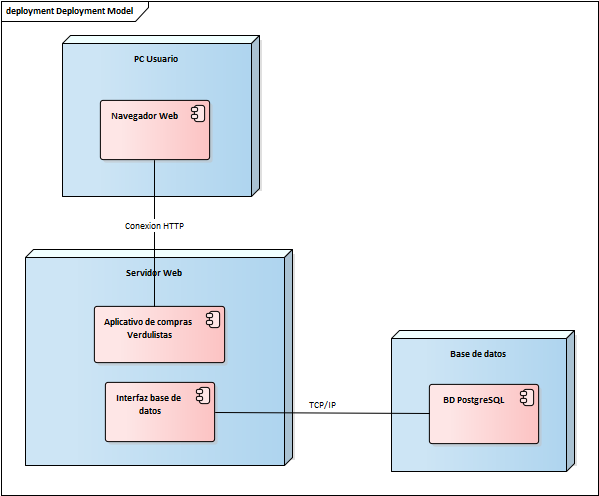 deployment Deployment Model
PC Usuario
Navegador Web
Conexion HTTP
Servidor Web
Aplicativo de compras
Verdulistas
Interfaz base de
datos
TCP/IP
Base de datos
BD PostgreSQL